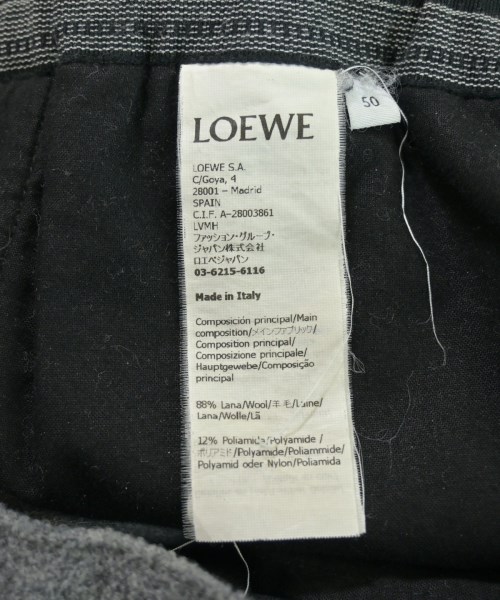 LOEWE
50
LOEWE S.A.
C/Goya, 4
28001 – Madrid
SPAIN
C.I.F. A-28003861
LVMH
ファッション・グループ・
ジャパン株式会社
ロエベジャパン
03-6215-6116
Made in Italy
Composición principal/Main
composition/メインファブリック/
Composition principal/
Composizione principale/
Hauptgewebe/Composição
principal
88% Lana/Wool/羊毛/Laine/
Lana/Wolle/Lã
12% Poliamida/Polyamide /
ポリアミド/Polyamide/Poliammide/
Polyamid oder Nylon/Poliamida